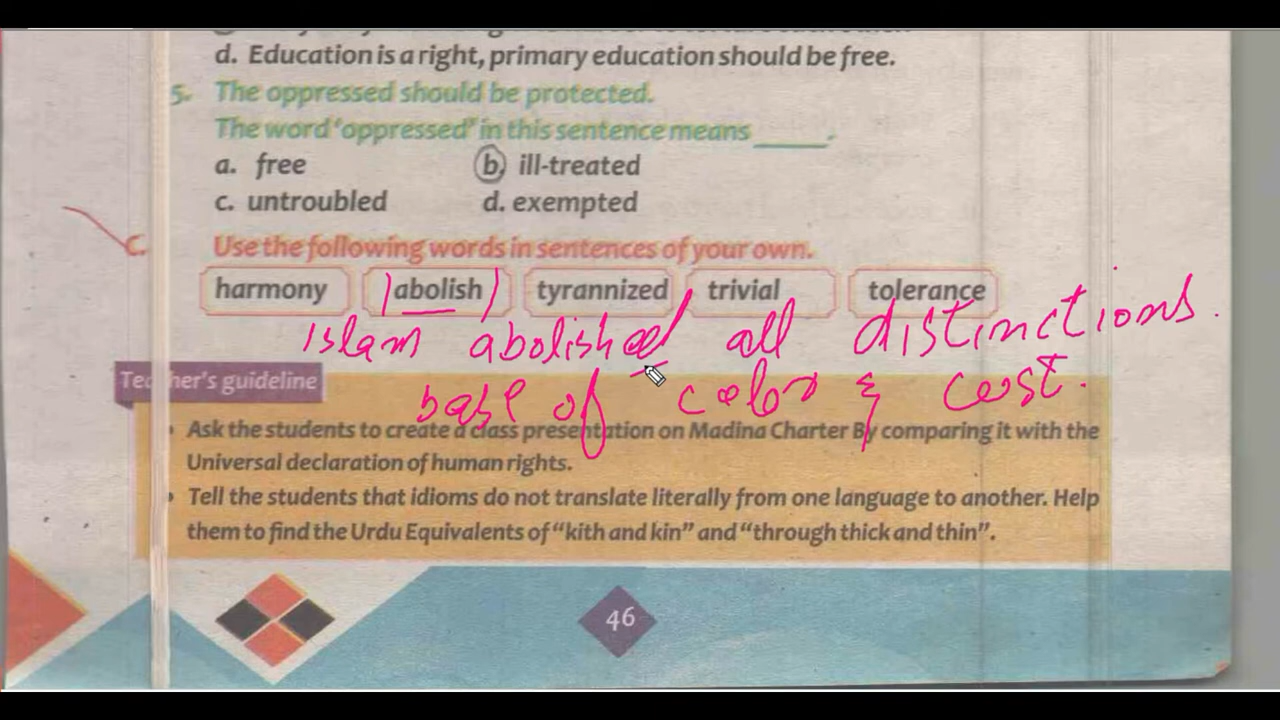 d. Education is a right, primary education should be free.
5. The oppressed should be protected.
The word 'oppressed' in this sentence means _____.
a. free b. ill-treated
c. untroubled d. exempted
C. Use the following words in sentences of your own.
harmony abolish tyrannized trivial tolerance
Islam abolished all distinctions.
base of color & cost.
Teacher's guideline
• Ask the students to create a class presentation on Madina Charter By comparing it with the
Universal declaration of human rights.
• Tell the students that idioms do not translate literally from one language to another. Help
them to find the Urdu Equivalents of "kith and kin" and "through thick and thin".
46